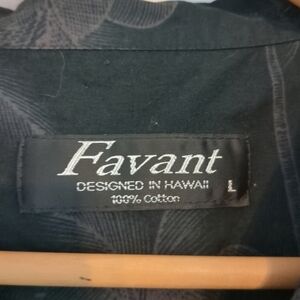 Favant
DESIGNED IN HAWAII L
100% Cotton